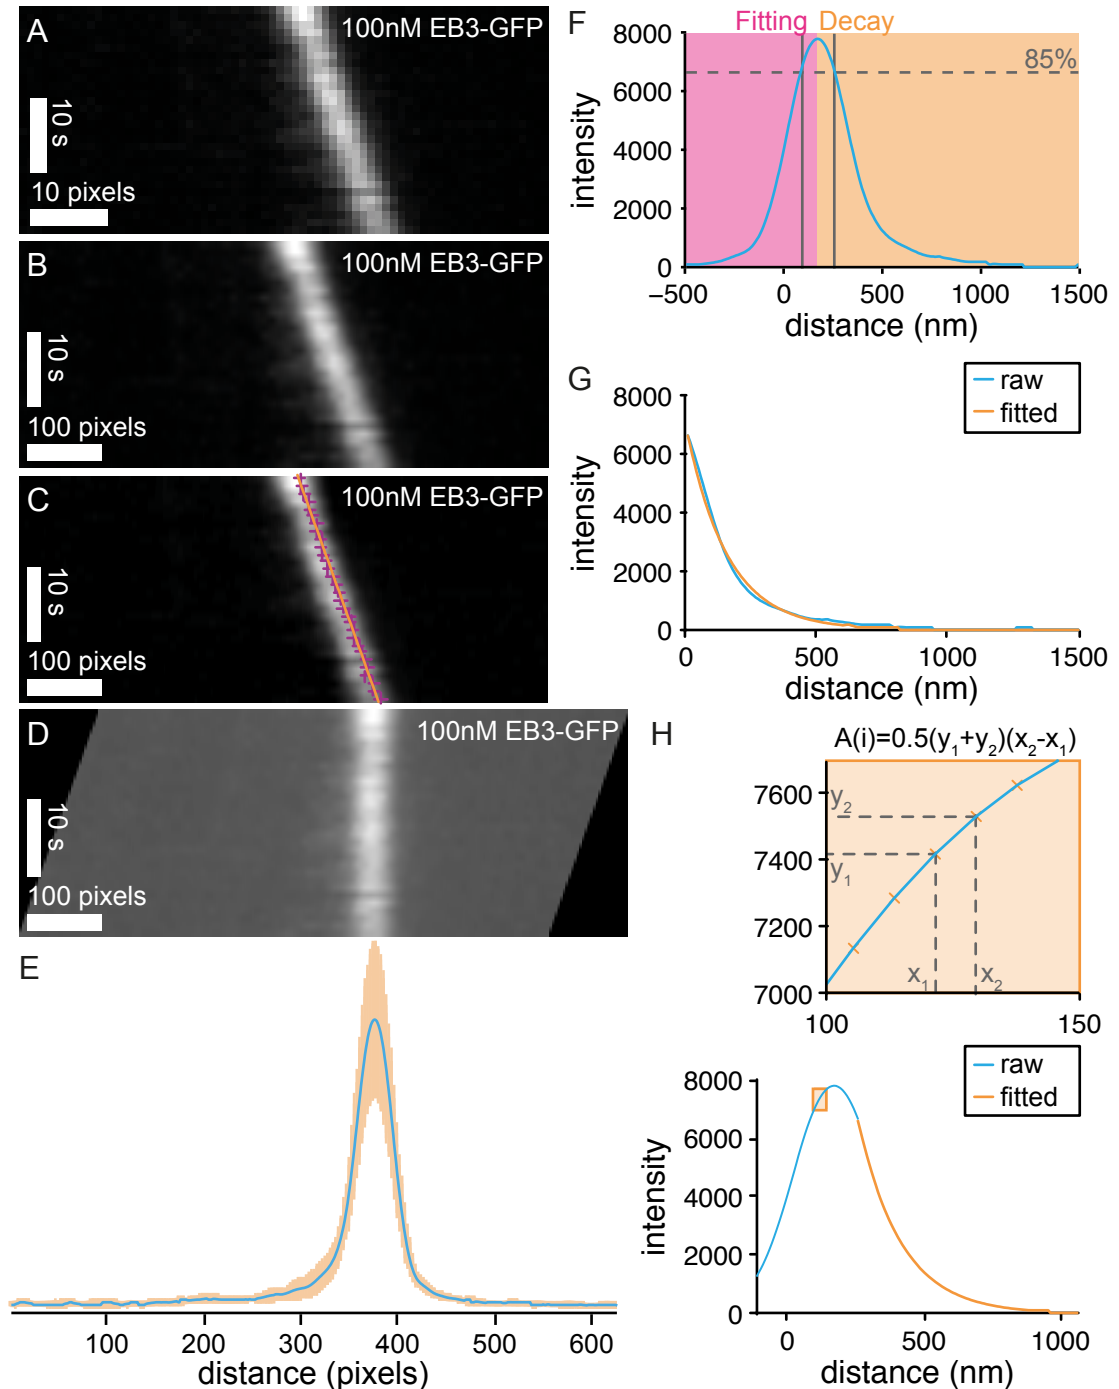 A
100nM EB3-GFP
10 s
10 pixels
B
100nM EB3-GFP
10 s
100 pixels
C
100nM EB3-GFP
10 s
100 pixels
D
100nM EB3-GFP
10 s
100 pixels
E
100 200 300 400 500 600
distance (pixels)
F
Fitting Decay
85%
8000
6000
4000
2000
0
intensity
−500 0 500 1000 1500
distance (nm)
G
raw
fitted
8000
6000
4000
2000
0
intensity
0 500 1000 1500
distance (nm)
H
A(i)=0.5(y₁+y₂)(x₂-x₁)
7600
7400
7200
7000
y₂
y₁
x₁ x₂
100 150
raw
fitted
8000
6000
4000
2000
0
intensity
0 500 1000
distance (nm)